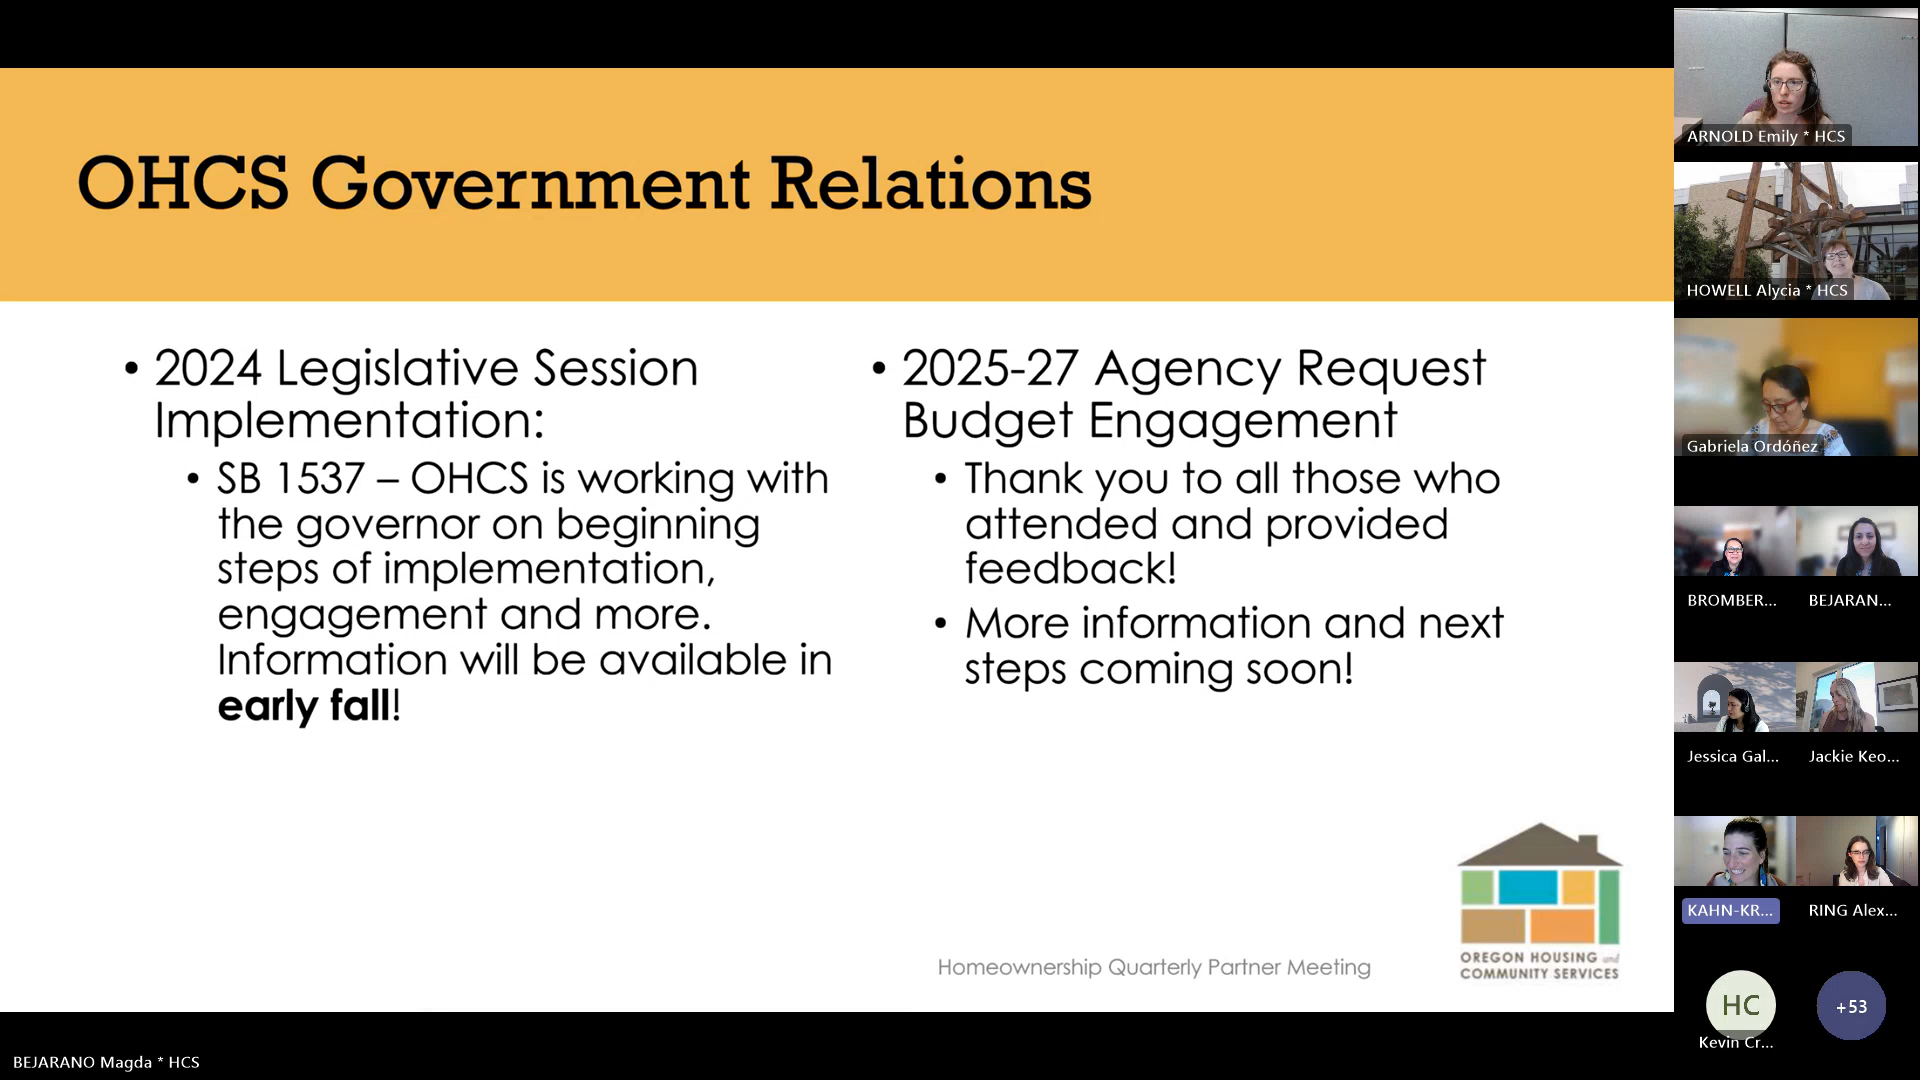 OHCS Government Relations
• 2024 Legislative Session
Implementation:
• SB 1537 – OHCS is working with
the governor on beginning
steps of implementation,
engagement and more.
Information will be available in
early fall!
• 2025-27 Agency Request
Budget Engagement
• Thank you to all those who
attended and provided
feedback!
• More information and next
steps coming soon!
Homeownership Quarterly Partner Meeting
OREGON HOUSING and
COMMUNITY SERVICES
BEJARANO Magda * HCS
ARNOLD Emily * HCS
HOWELL Alycia * HCS
Gabriela Ordóñez
BROMBER...
BEJARAN...
Jessica Gal...
Jackie Keo...
KAHN-KR...
RING Alex...
HC
Kevin Cr...
+53